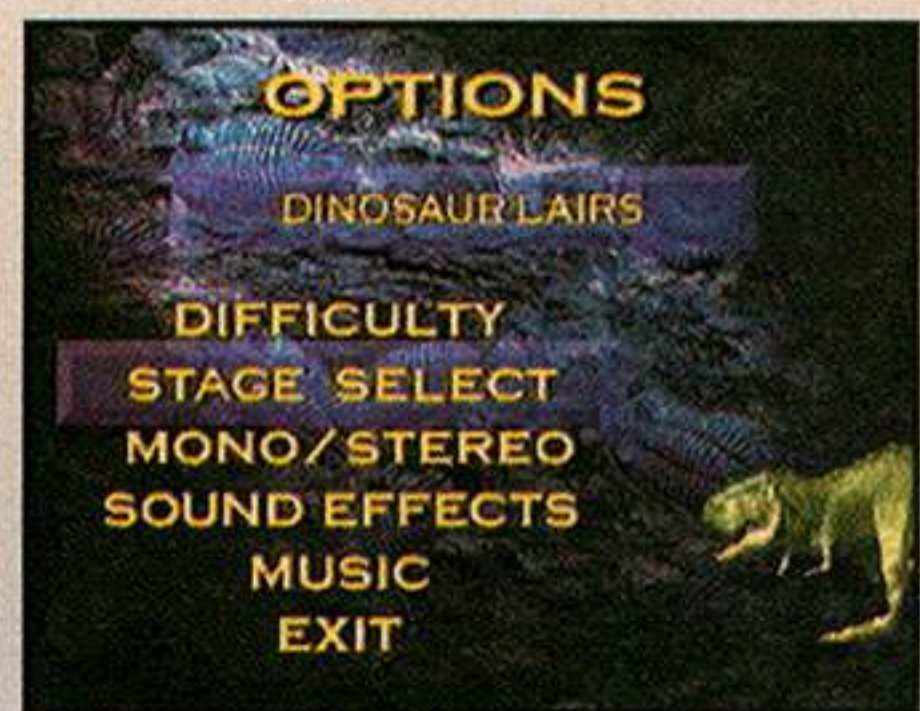 OPTIONS
DINOSAUR LAIRS
DIFFICULTY
STAGE SELECT
MONO/STEREO
SOUND EFFECTS
MUSIC
EXIT